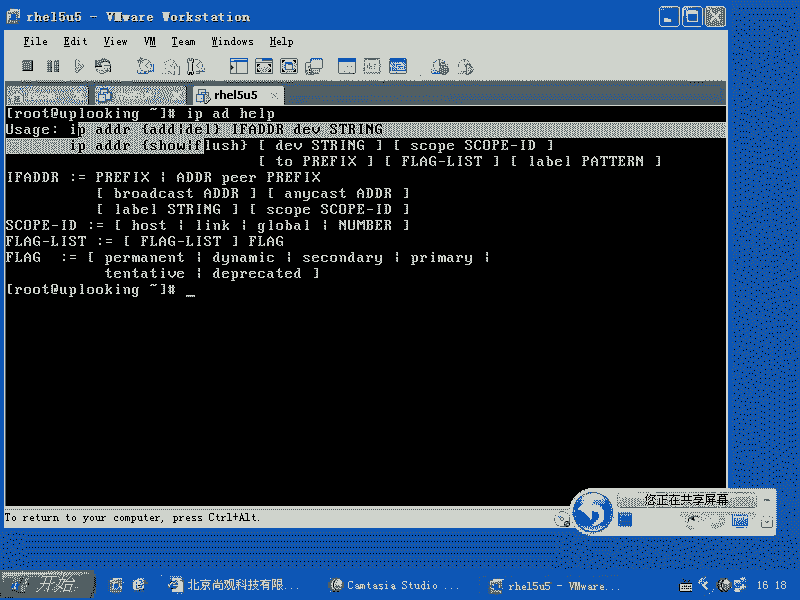 rhel5u5 - VMware Workstation
File Edit View VM Team Windows Help
rhel5u5
[root@uplooking ~]# ip ad help
Usage: ip addr {add|del} IFADDR dev STRING
ip addr {show|flush} [ dev STRING ] [ scope SCOPE-ID ]
[ to PREFIX ] [ FLAG-LIST ] [ label PATTERN ]
IFADDR := PREFIX | ADDR peer PREFIX
[ broadcast ADDR ] [ anycast ADDR ]
[ label STRING ] [ scope SCOPE-ID ]
SCOPE-ID := [ host | link | global | NUMBER ]
FLAG-LIST := [ FLAG-LIST ] FLAG
FLAG := [ permanent | dynamic | secondary | primary |
tentative | deprecated ]
[root@uplooking ~]# _
您正在共享屏幕
To return to your computer, press Ctrl+Alt.
开始 北京尚观科技有限... Camtasia Studio ... rhel5u5 - VMware... 16 18